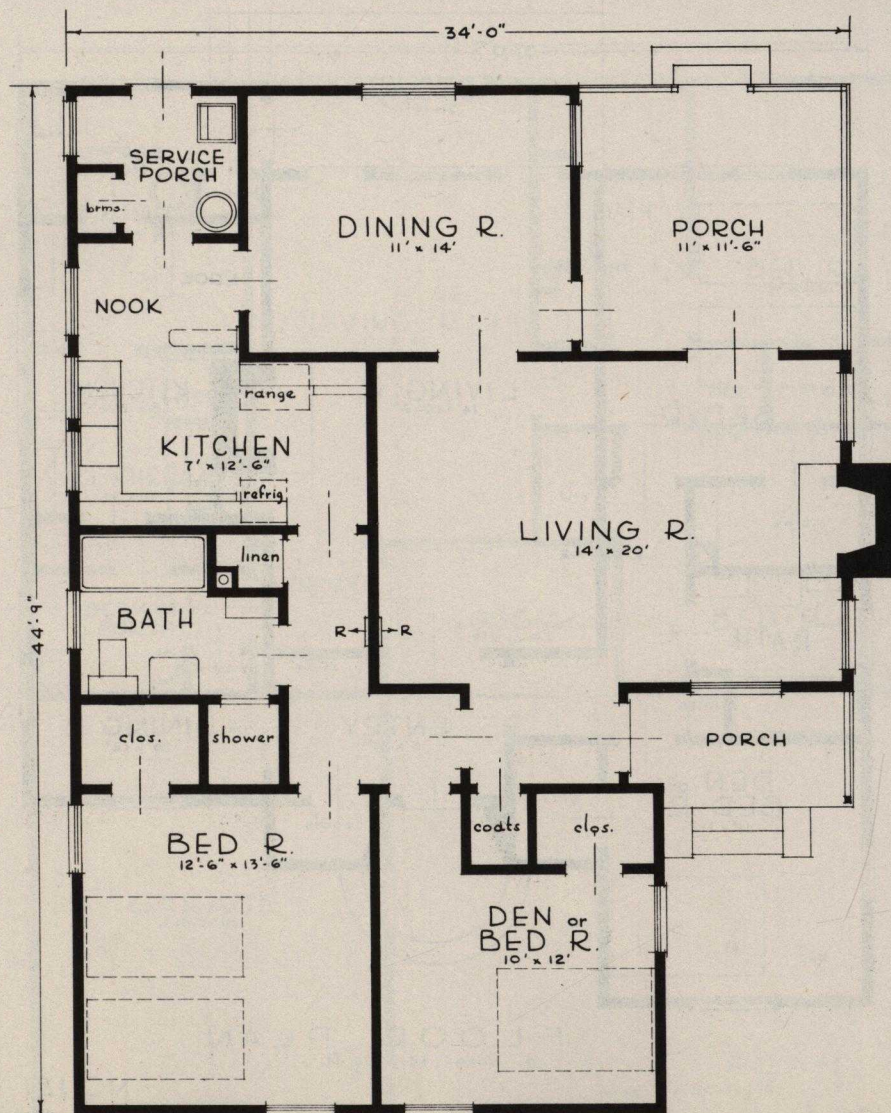 34'-0"
SERVICE
PORCH
brms.
DINING R.
11' x 14'
PORCH
11' x 11'-6"
NOOK
range
KITCHEN
7' x 12'-6"
refrig
LIVING R.
14' x 20'
linen
BATH
R R
44'-9"
clos.
shower
PORCH
coats
clos.
BED R.
12'-6" x 13'-6"
DEN or
BED R.
10' x 12'